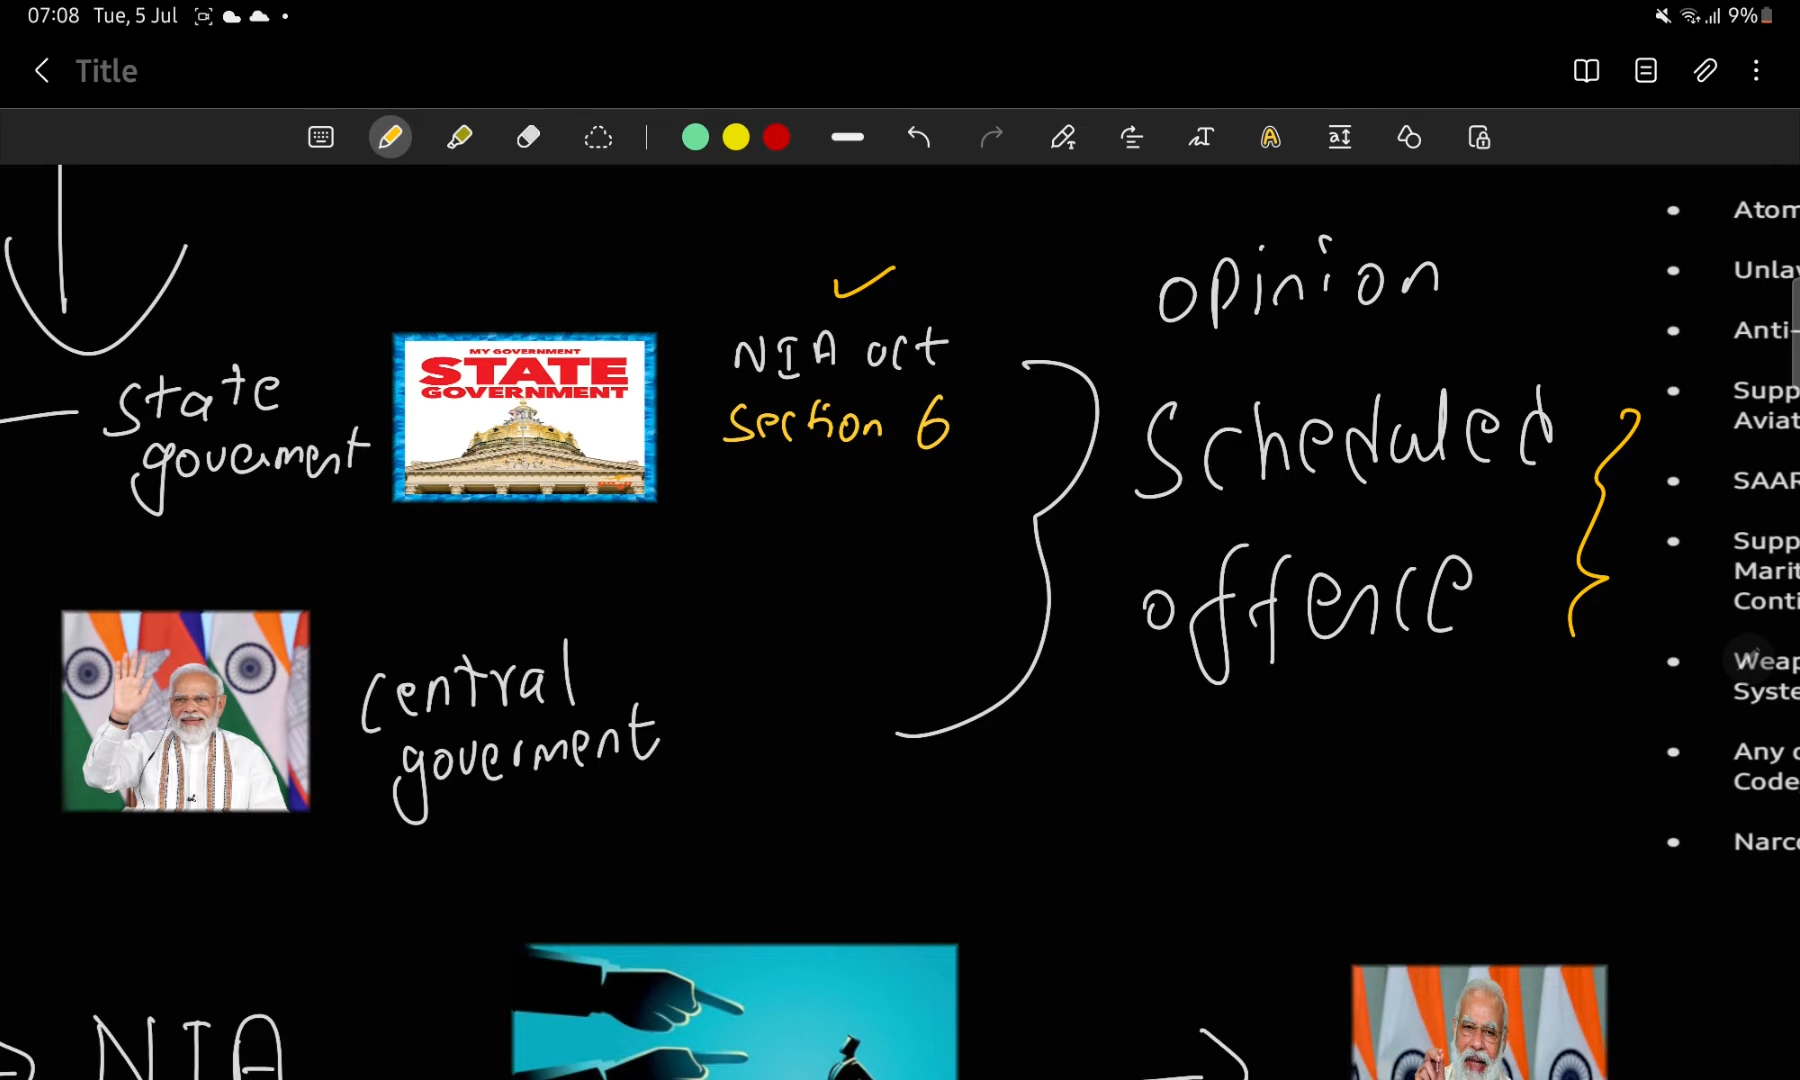 07:08 Tue, 5 Jul
9%
Title
State
goverment
MY GOVERNMENT
STATE
GOVERNMENT
NIA act
Section 6
opinion
Scheduled
offence
central
goverment
NIA
Atom
Unla
Anti-
Supp
Aviat
SAAR
Supp
Marit
Conti
Weap
Syste
Any
Code
Narc